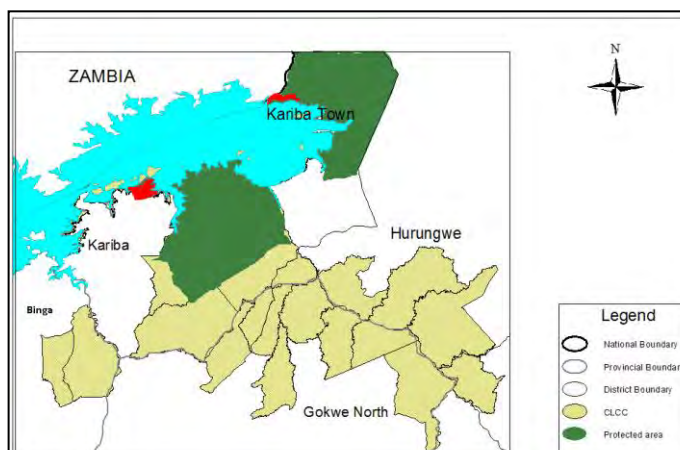 ZAMBIA
N
Kariba Town
Kariba
Hurungwe
Binga
Gokwe North
Legend
National Boundary
Provincial Boundar
District Boundary
CLCC
Protected area